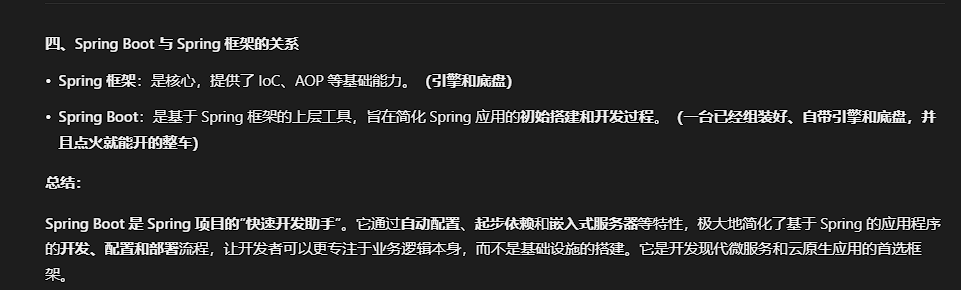 四、Spring Boot 与 Spring 框架的关系
• Spring 框架：是核心，提供了 IoC、AOP 等基础能力。（引擎和底盘）
• Spring Boot：是基于 Spring 框架的上层工具，旨在简化 Spring 应用的初始搭建和开发过程。（一台已经组装好、自带引擎和底盘，并
且点火就能开的整车）
总结：
Spring Boot 是 Spring 项目的“快速开发助手”。它通过自动配置、起步依赖和嵌入式服务器等特性，极大地简化了基于 Spring 的应用程序
的开发、配置和部署流程，让开发者可以更专注于业务逻辑本身，而不是基础设施的搭建。它是开发现代微服务和云原生应用的首选框
架。